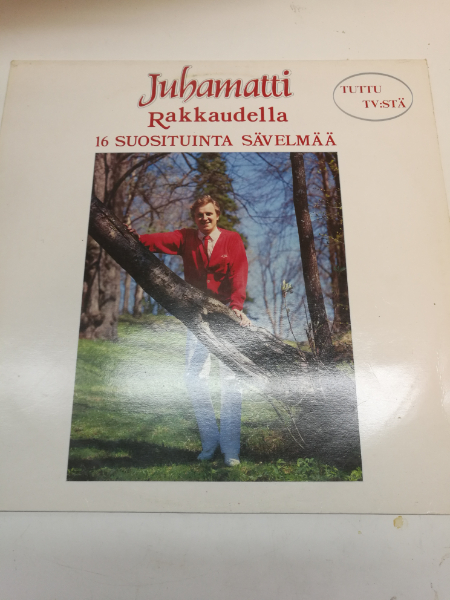 Juhamatti
Rakkaudella
16 SUOSITUINTA SÄVELMÄÄ
TUTTU
TV:STÄ